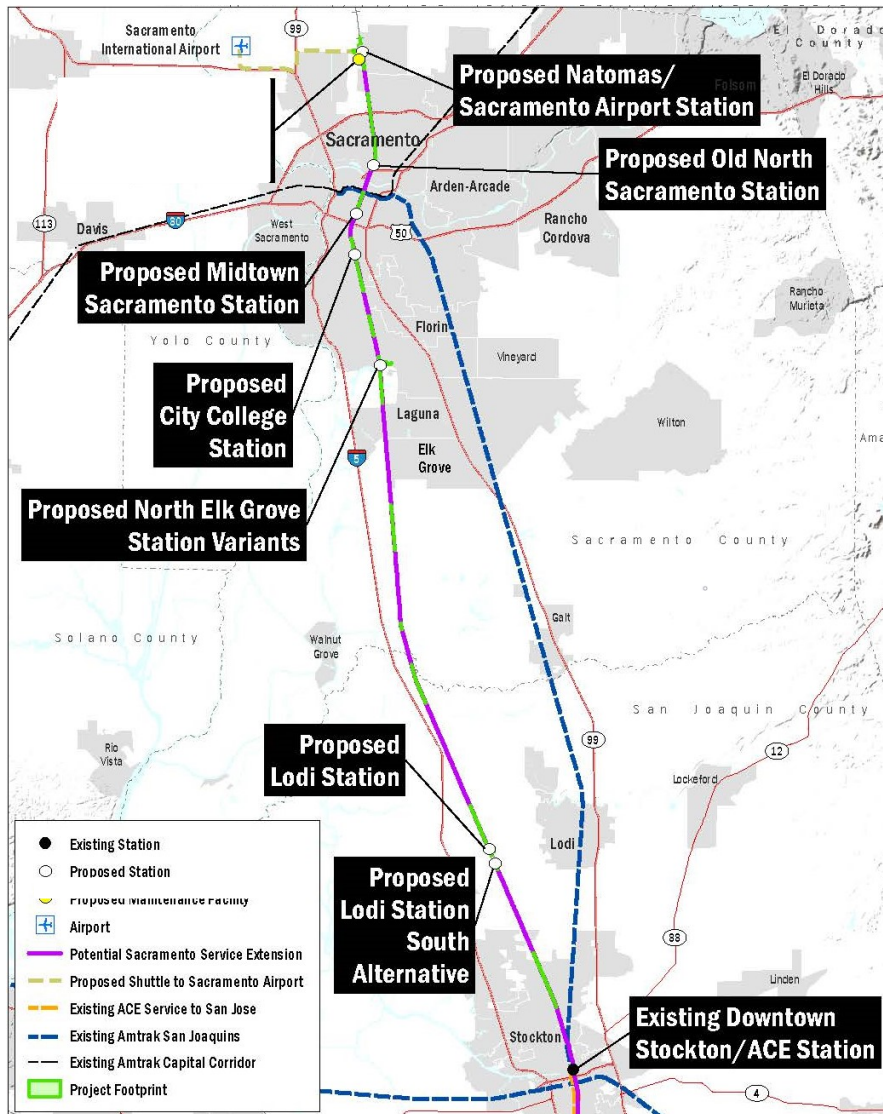 Sacramento
International Airport
99
El Dorado
County
El Dorado
Hills
Folsom
Proposed Natomas/
Sacramento Airport Station
Sacramento
Proposed Old North
Sacramento Station
Arden-Arcade
113
Davis
80
West
Sacramento
50
Rancho
Cordova
Proposed Midtown
Sacramento Station
Rancho
Murieta
Yolo County
Florin
Vineyard
Proposed
City College
Station
Laguna
Wilton
Elk
Grove
Ama
5
Proposed North Elk Grove
Station Variants
Sacramento County
Solano County
Walnut
Grove
Galt
San Joaquin County
Rio
Vista
Proposed
Lodi Station
99
12
Lockeford
Lodi
Proposed
Lodi Station
South
Alternative
88
Linden
Stockton
Existing Downtown
Stockton/ACE Station
4
Existing Station
Proposed Station
Proposed Maintenance Facility
Airport
Potential Sacramento Service Extension
Proposed Shuttle to Sacramento Airport
Existing ACE Service to San Jose
Existing Amtrak San Joaquins
Existing Amtrak Capital Corridor
Project Footprint